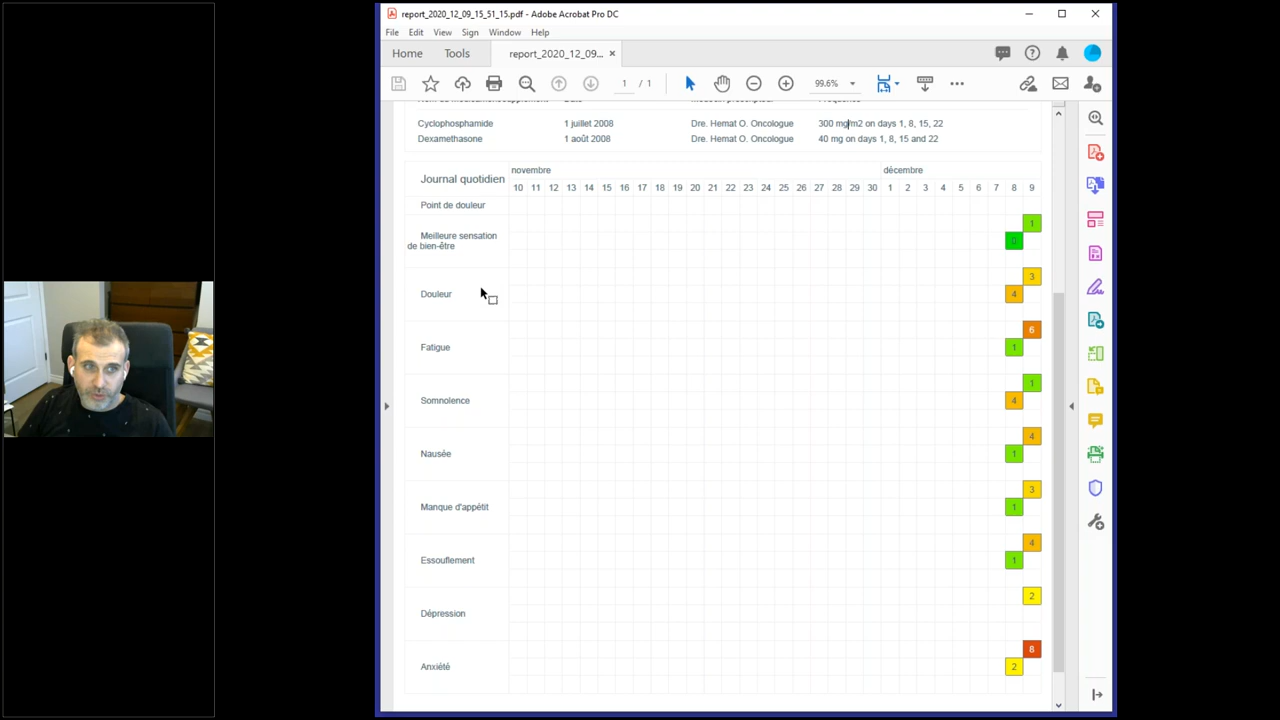 report_2020_12_09_15_51_15.pdf - Adobe Acrobat Pro DC
File Edit View Sign Window Help
Home Tools report_2020_12_09... ×
1 / 1 99.6%
Cyclophosphamide 1 juillet 2008 Dre. Hemat O. Oncologue 300 mg/m2 on days 1, 8, 15, 22
Dexamethasone 1 août 2008 Dre. Hemat O. Oncologue 40 mg on days 1, 8, 15 and 22
novembre décembre
Journal quotidien 10 11 12 13 14 15 16 17 18 19 20 21 22 23 24 25 26 27 28 29 30 1 2 3 4 5 6 7 8 9
Point de douleur
1
Meilleure sensation
de bien-être 0
3
Douleur 4
6
Fatigue 1
1
Somnolence 4
4
Nausée 1
3
Manque d'appétit 1
4
Essouflement 1
2
Dépression
8
Anxiété 2